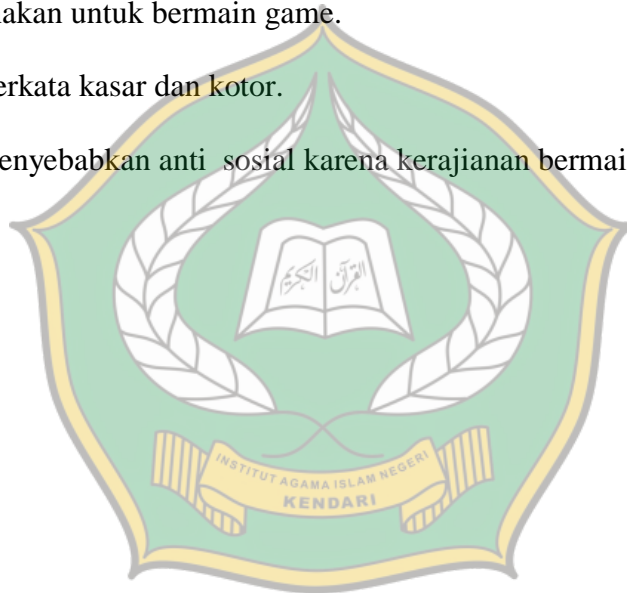 akan untuk bermain game.
erkata kasar dan kotor.
enyebabkan anti sosial karena kerajianan bermai
القرآن الكريم
INSTITUT AGAMA ISLAM NEGERI
KENDARI